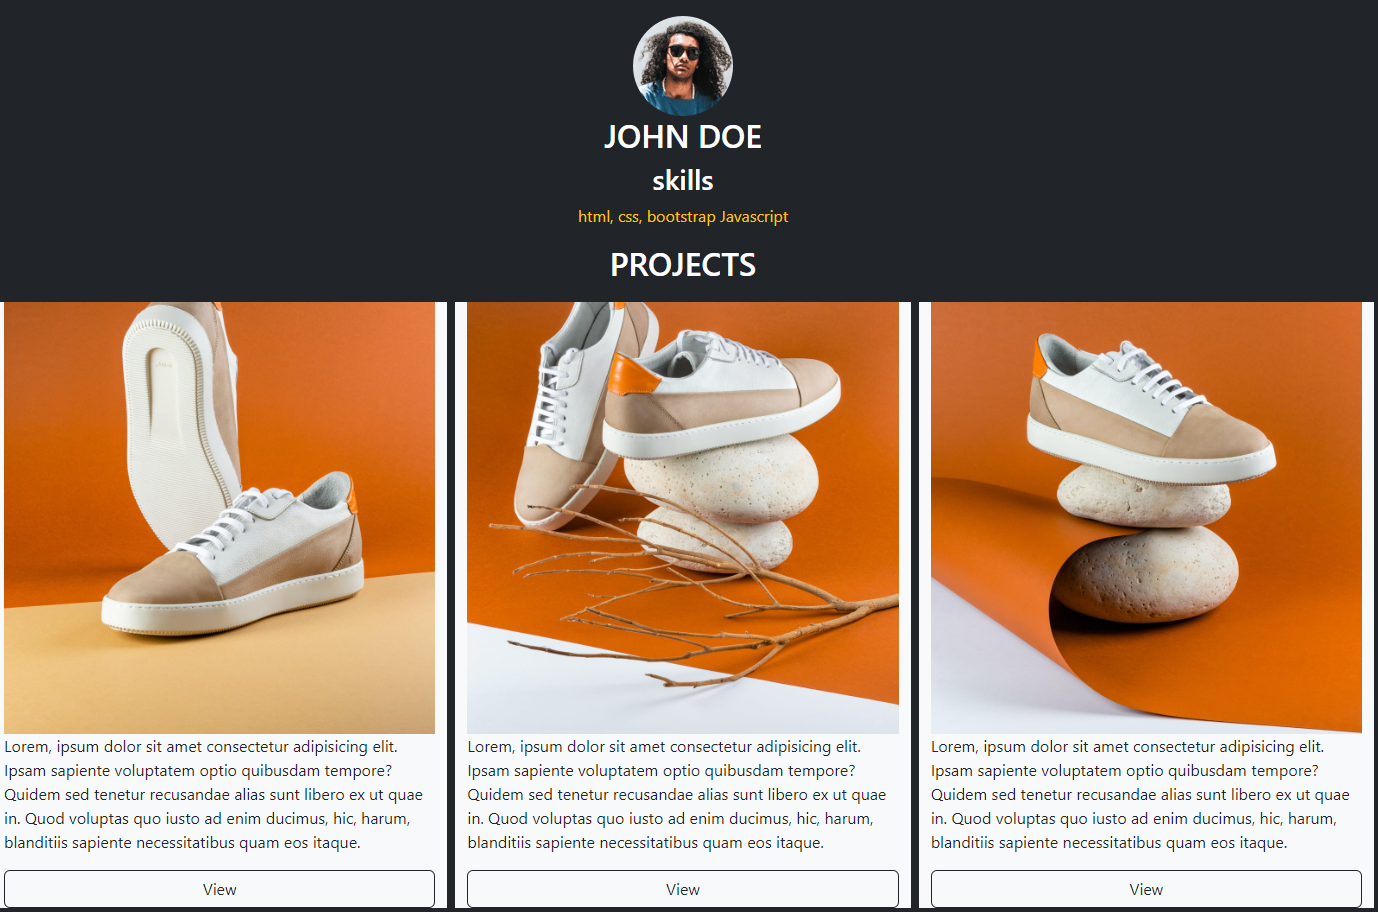 JOHN DOE
skills
html, css, bootstrap Javascript
PROJECTS
Lorem, ipsum dolor sit amet consectetur adipisicing elit.
Ipsam sapiente voluptatem optio quibusdam tempore?
Quidem sed tenetur recusandae alias sunt libero ex ut quae
in. Quod voluptas quo iusto ad enim ducimus, hic, harum,
blanditiis sapiente necessitatibus quam eos itaque.
View
Lorem, ipsum dolor sit amet consectetur adipisicing elit.
Ipsam sapiente voluptatem optio quibusdam tempore?
Quidem sed tenetur recusandae alias sunt libero ex ut quae
in. Quod voluptas quo iusto ad enim ducimus, hic, harum,
blanditiis sapiente necessitatibus quam eos itaque.
View
Lorem, ipsum dolor sit amet consectetur adipisicing elit.
Ipsam sapiente voluptatem optio quibusdam tempore?
Quidem sed tenetur recusandae alias sunt libero ex ut quae
in. Quod voluptas quo iusto ad enim ducimus, hic, harum,
blanditiis sapiente necessitatibus quam eos itaque.
View